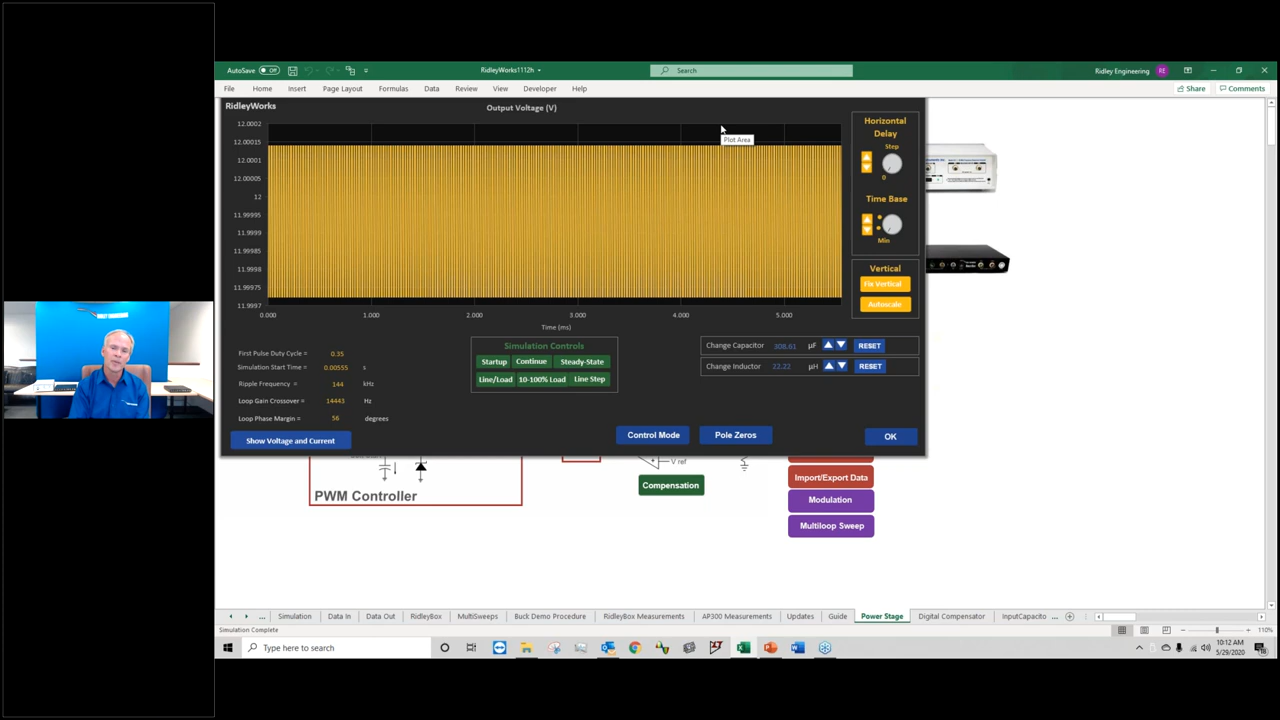 AutoSave Off
RidleyWorks1112h
Search
Ridley Engineering RE
File Home Insert Page Layout Formulas Data Review View Developer Help
Share Comments
RidleyWorks
Output Voltage (V)
12.0002
12.00015
12.0001
12.00005
12
11.99995
11.9999
11.99985
11.9998
11.99975
11.9997
0.000 1.000 2.000 3.000 4.000 5.000
Time (ms)
Plot Area
Horizontal
Delay
Step
0
Time Base
Min
Vertical
Fix Vertical
Autoscale
First Pulse Duty Cycle = 0.35
Simulation Start Time = 0.00555 s
Ripple Frequency = 144 kHz
Loop Gain Crossover = 14443 Hz
Loop Phase Margin = 56 degrees
Show Voltage and Current
Simulation Controls
Startup Continue Steady-State
Line/Load 10-100% Load Line Step
Change Capacitor 308.61 µF RESET
Change Inductor 22.22 µH RESET
Control Mode Pole Zeros OK
PWM Controller
V ref
Compensation
Import/Export Data
Modulation
Multiloop Sweep
... Simulation Data In Data Out RidleyBox MultiSweeps Buck Demo Procedure RidleyBox Measurements AP300 Measurements Updates Guide Power Stage Digital Compensator InputCapacito ...
Simulation Complete
110%
Type here to search
10:12 AM
5/29/2020